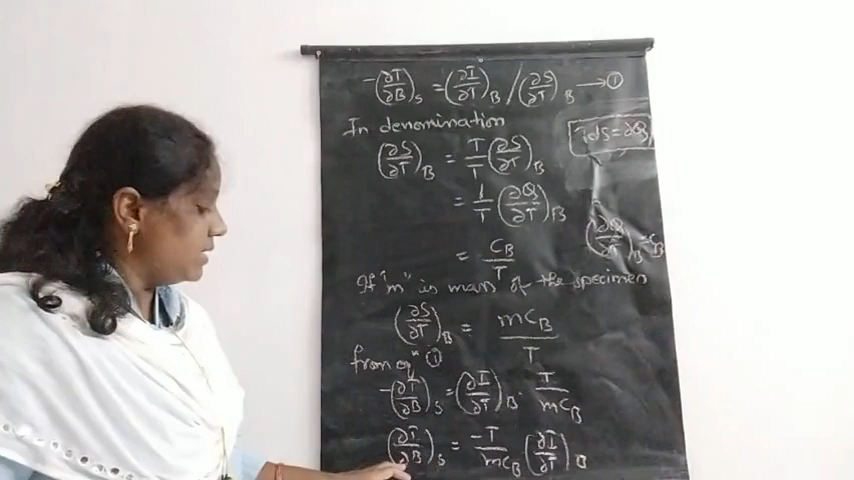 -(∂T/∂B)_S = (∂I/∂T)_B / (∂S/∂T)_B → ①
In denomination
TdS = ∂Q
(∂S/∂T)_B = T/T (∂S/∂T)_B
= 1/T (∂Q/∂T)_B
(∂Q/∂T)_B = C_B
= C_B/T
If "m" is mass of the specimen
(∂S/∂T)_B = mC_B/T
from eqⁿ ①
-(∂T/∂B)_S = (∂I/∂T)_B . T/mC_B
(∂T/∂B)_S = -T/mC_B (∂I/∂T)_B